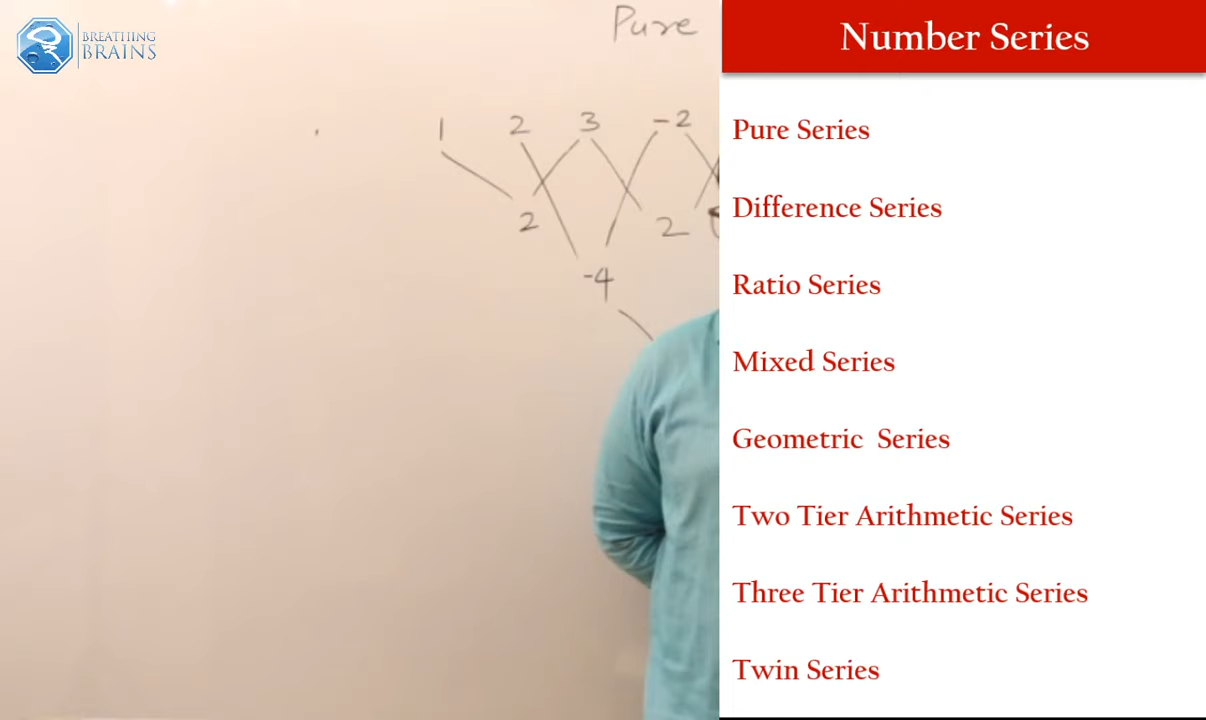 BREATHING
BRAINS
Pure
1 2 3 -2
2 2
-4
Number Series
Pure Series
Difference Series
Ratio Series
Mixed Series
Geometric Series
Two Tier Arithmetic Series
Three Tier Arithmetic Series
Twin Series